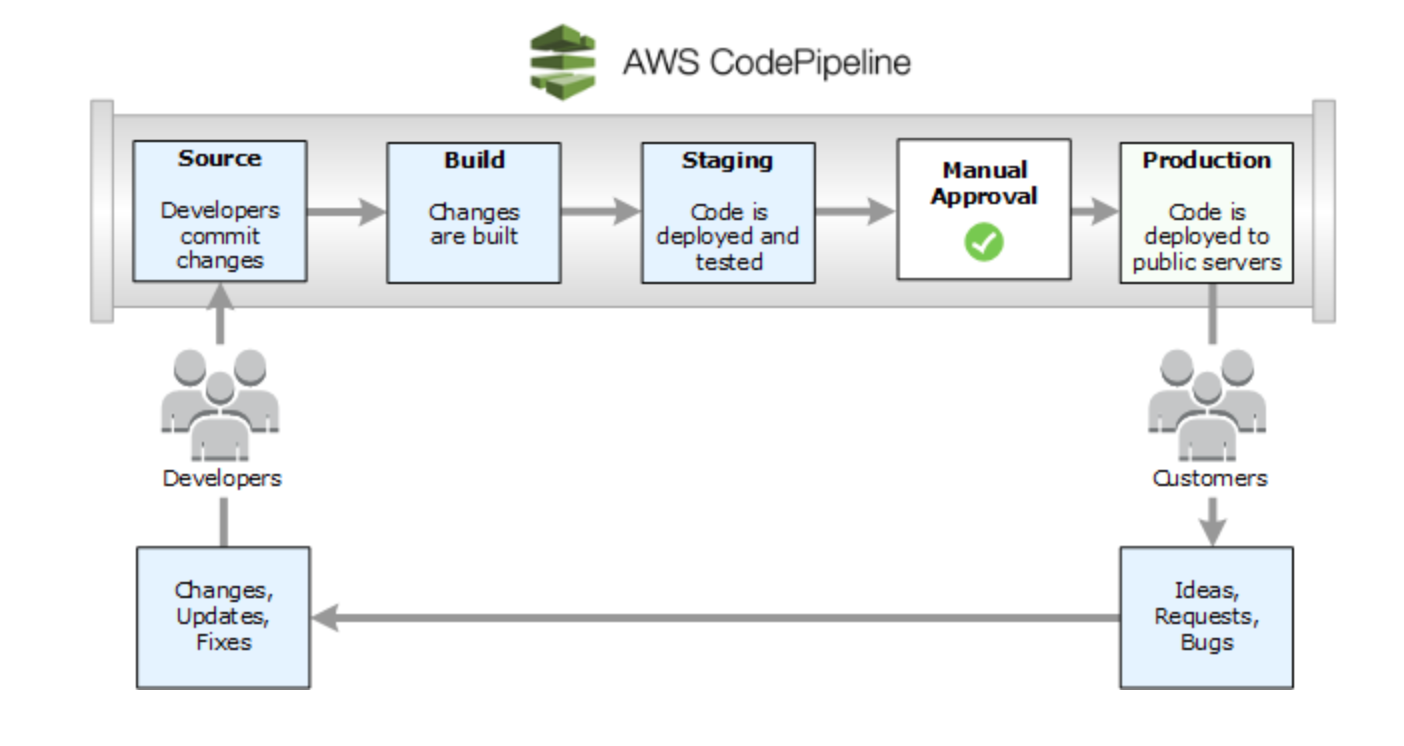 AWS CodePipeline
Source
Developers
commit
changes
Build
Changes
are built
Staging
Code is
deployed and
tested
Manual
Approval
Production
Code is
deployed to
public servers
Developers
Customers
Changes,
Updates,
Fixes
Ideas,
Requests,
Bugs